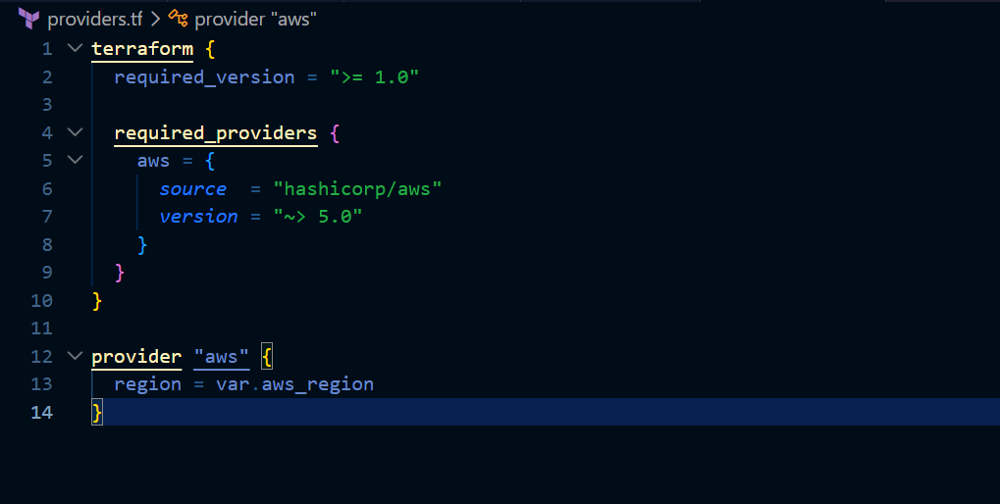 providers.tf > provider "aws"
1 terraform {
2   required_version = ">= 1.0"
3
4   required_providers {
5     aws = {
6       source  = "hashicorp/aws"
7       version = "~> 5.0"
8     }
9   }
10 }
11
12 provider "aws" {
13   region = var.aws_region
14 }